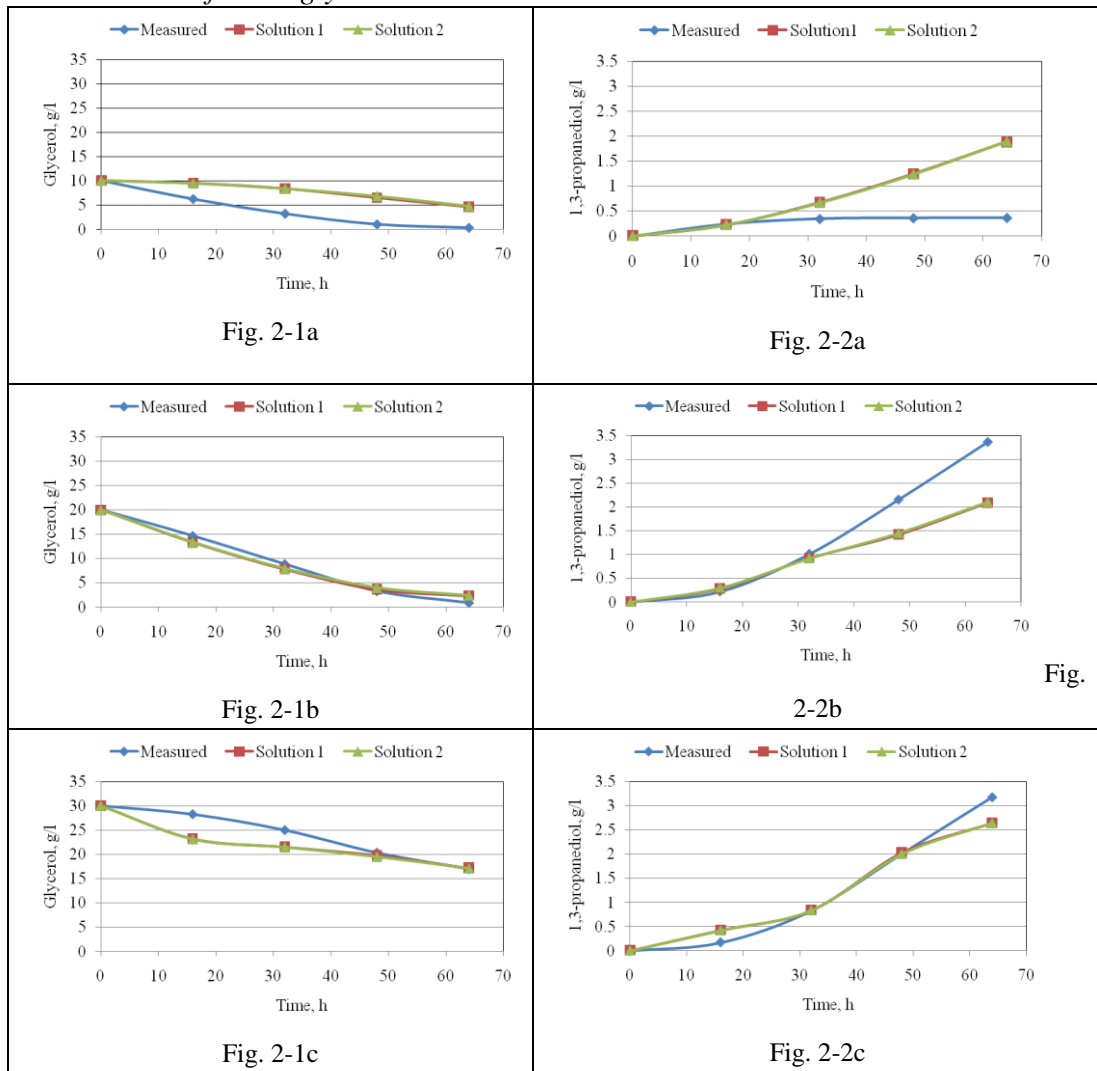 Measured Solution 1 Solution 2
Glycerol, g/l
35
30
25
20
15
10
5
0
0 10 20 30 40 50 60 70
Time, h
Fig. 2-1a
Measured Solution1 Solution 2
1,3-propanediol, g/l
3.5
3
2.5
2
1.5
1
0.5
0
0 10 20 30 40 50 60 70
Time, h
Fig. 2-2a
Measured Solution 1 Solution 2
Glycerol, g/l
35
30
25
20
15
10
5
0
0 10 20 30 40 50 60 70
Time, h
Fig. 2-1b
Measured Solution 1 Solution 2
1,3-propanediol, g/l
3.5
3
2.5
2
1.5
1
0.5
0
0 10 20 30 40 50 60 70
Time, h
Fig.
2-2b
Measured Solution 1 Solution 2
Glycerol, g/l
35
30
25
20
15
10
5
0
0 10 20 30 40 50 60 70
Time, h
Fig. 2-1c
Measured Solution 1 Solution 2
1,3-propanediol, g/l
3.5
3
2.5
2
1.5
1
0.5
0
0 10 20 30 40 50 60 70
Time, h
Fig. 2-2c